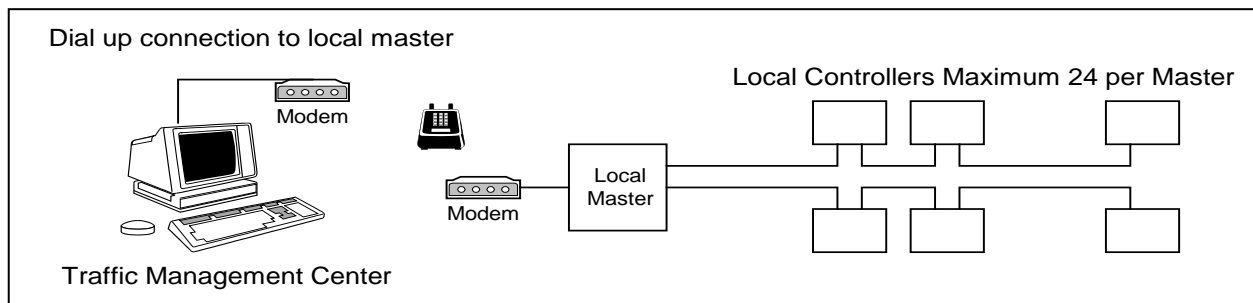 Dial up connection to local master
Local Controllers Maximum 24 per Master
Modem
Local
Master
Modem
Traffic Management Center